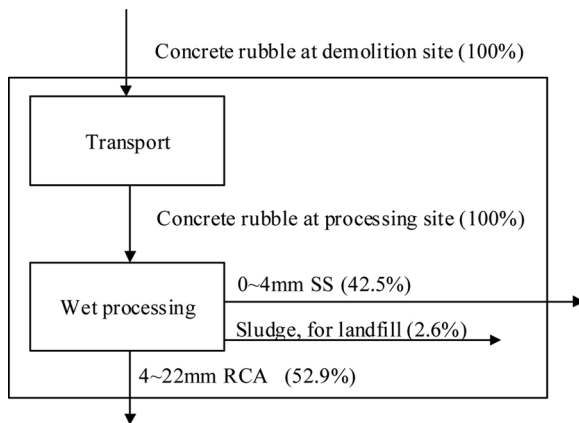 Concrete rubble at demolition site (100%)
Transport
Concrete rubble at processing site (100%)
0~4mm SS (42.5%)
Wet processing
Sludge, for landfill (2.6%)
4~22mm RCA (52.9%)